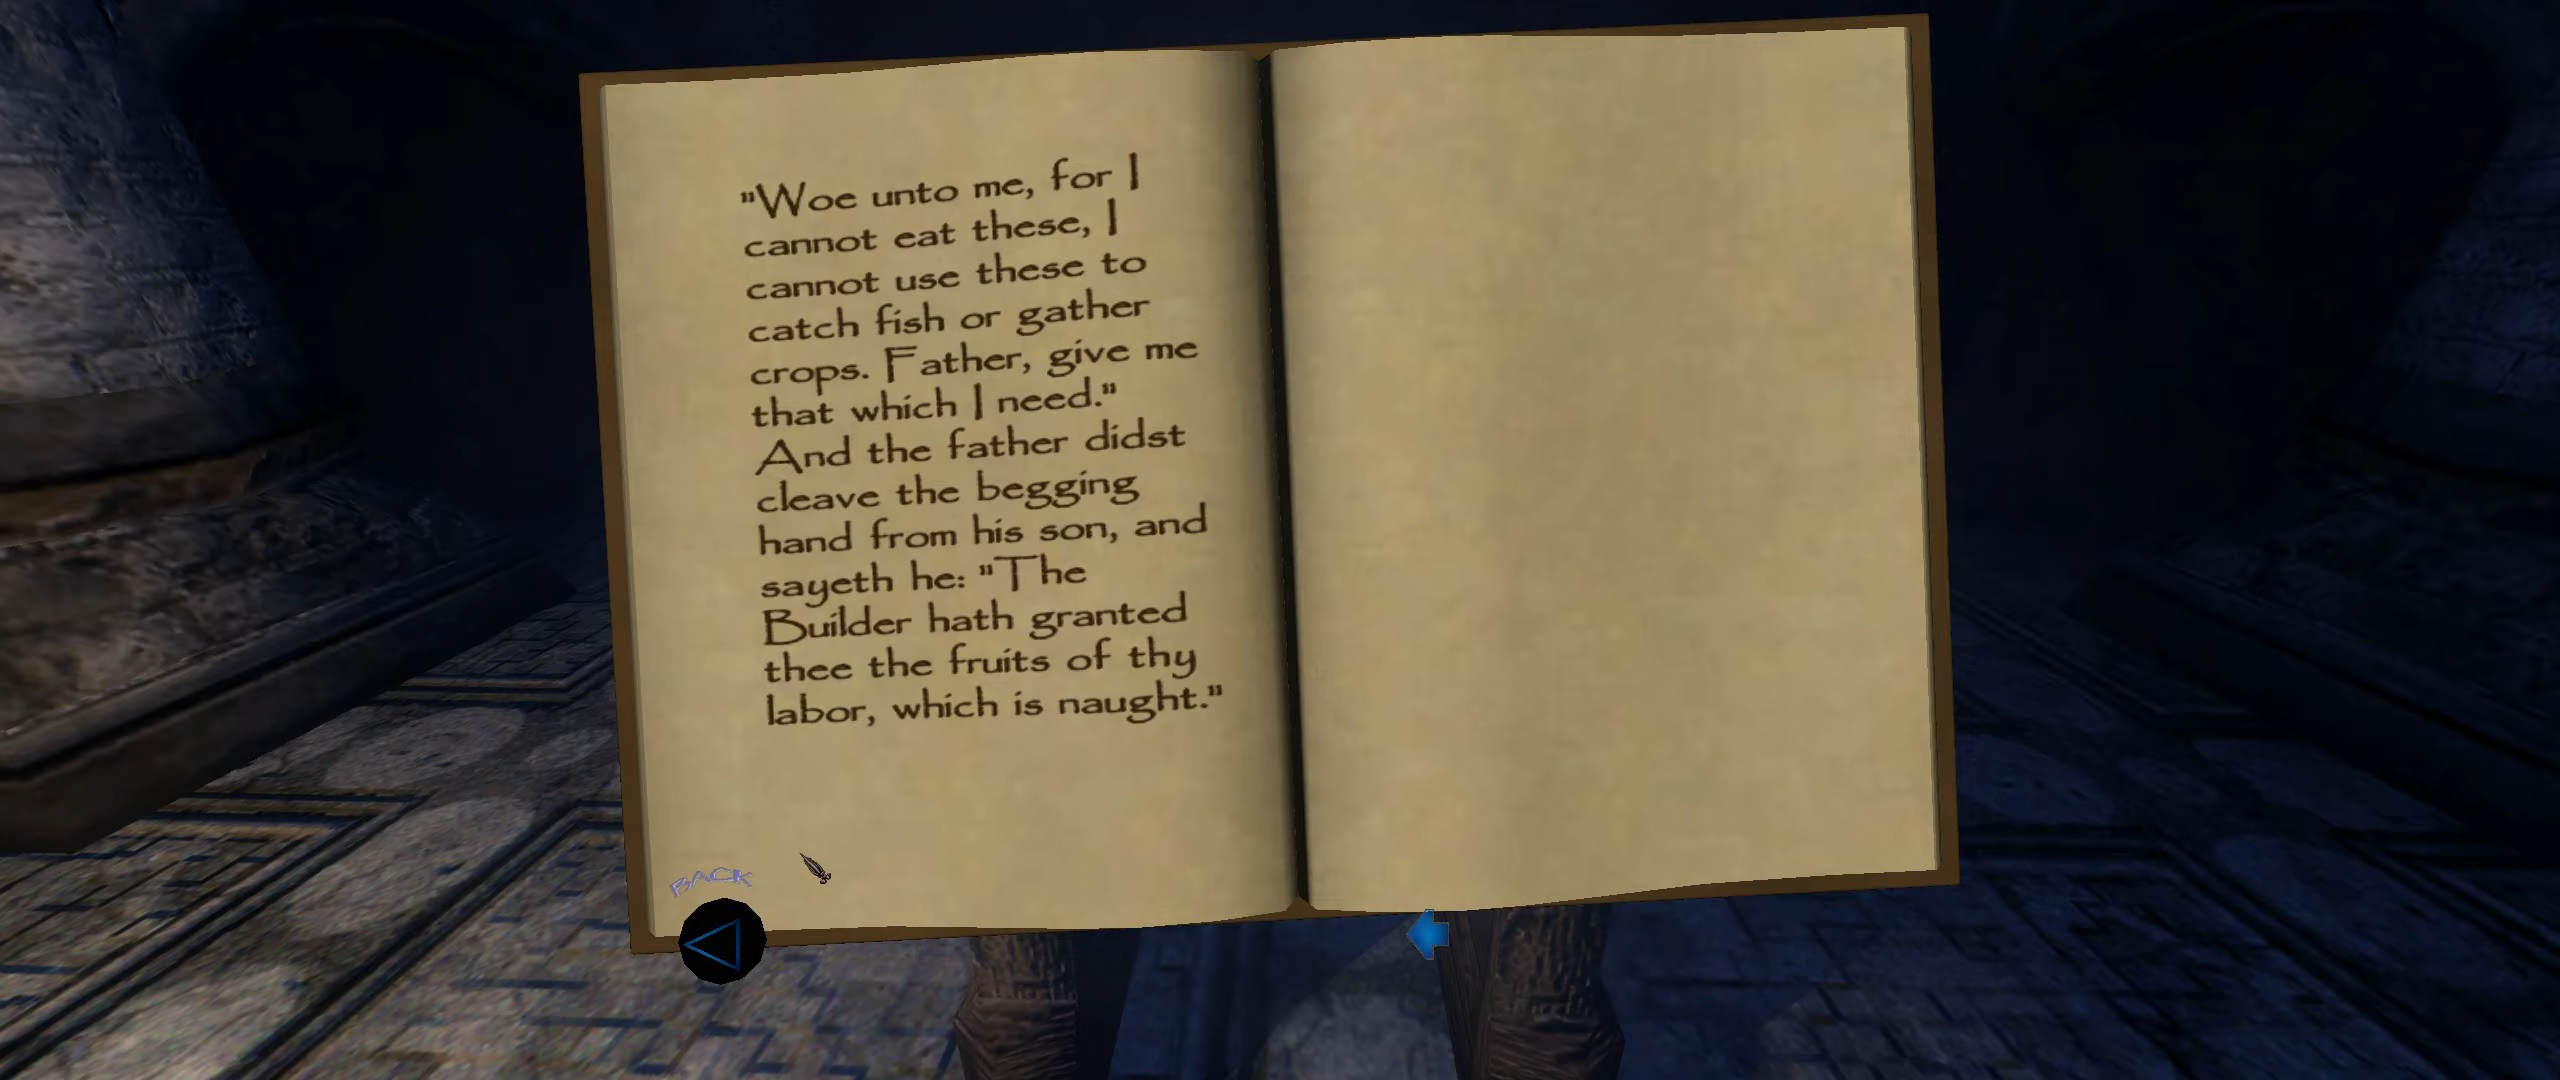 "Woe unto me, for I
cannot eat these, I
cannot use these to
catch fish or gather
crops. Father, give me
that which I need."
And the father didst
cleave the begging
hand from his son, and
sayeth he: "The
Builder hath granted
thee the fruits of thy
labor, which is naught."
BACK